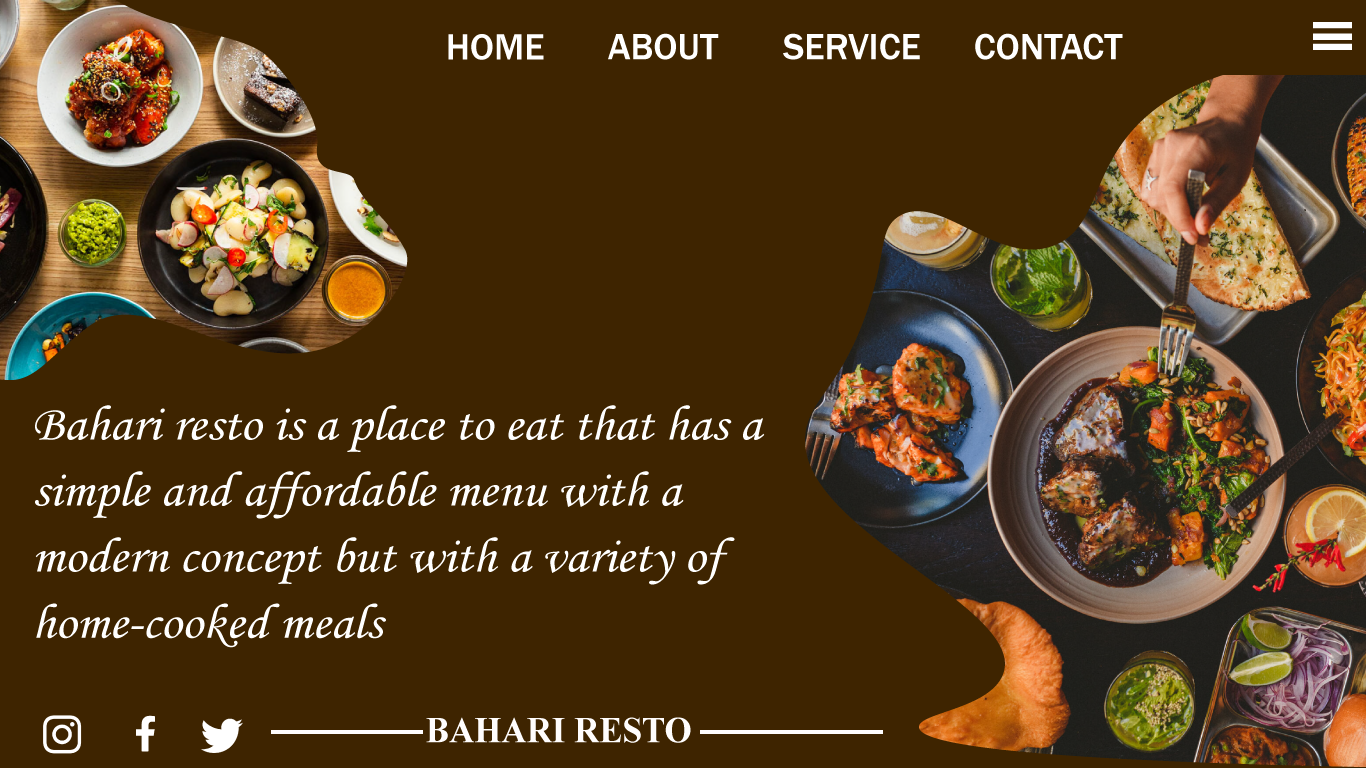 HOME ABOUT SERVICE CONTACT
Bahari resto is a place to eat that has a
simple and affordable menu with a
modern concept but with a variety of
home-cooked meals
BAHARI RESTO